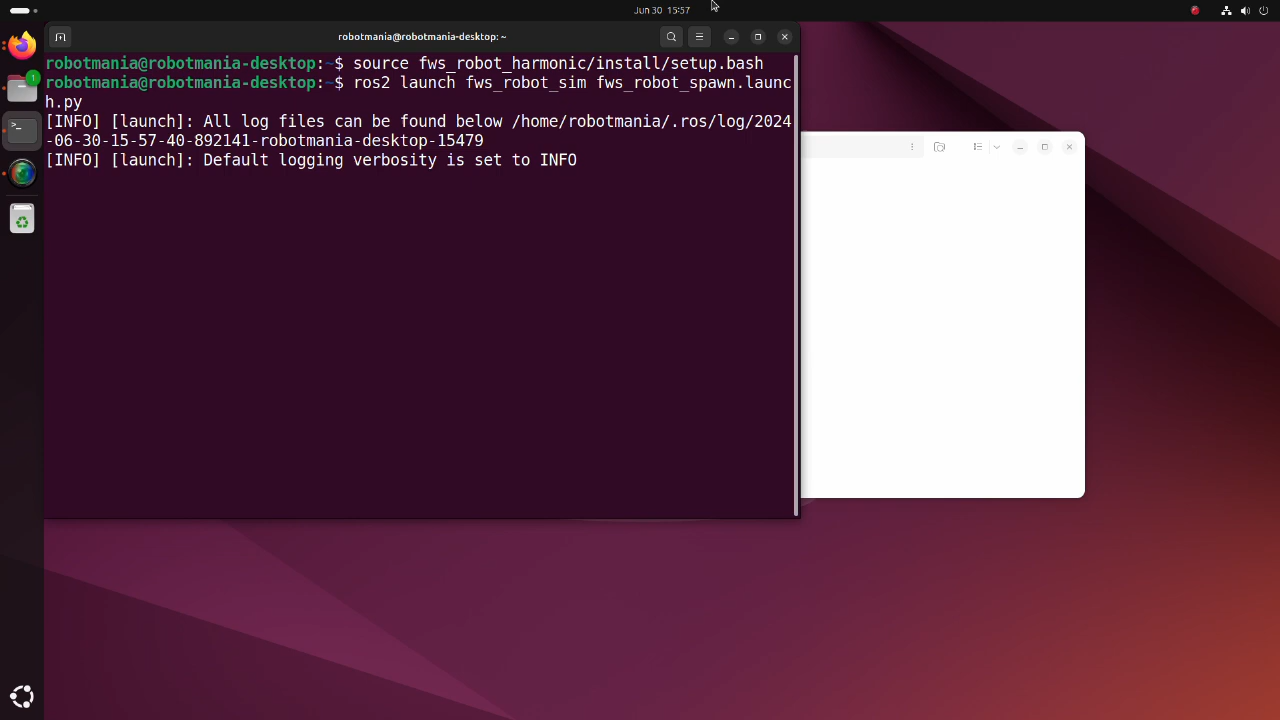 Jun 30 15:57
robotmania@robotmania-desktop: ~
robotmania@robotmania-desktop:~$ source fws_robot_harmonic/install/setup.bash
robotmania@robotmania-desktop:~$ ros2 launch fws_robot_sim fws_robot_spawn.launc
h.py
[INFO] [launch]: All log files can be found below /home/robotmania/.ros/log/2024
-06-30-15-57-40-892141-robotmania-desktop-15479
[INFO] [launch]: Default logging verbosity is set to INFO
1
>_